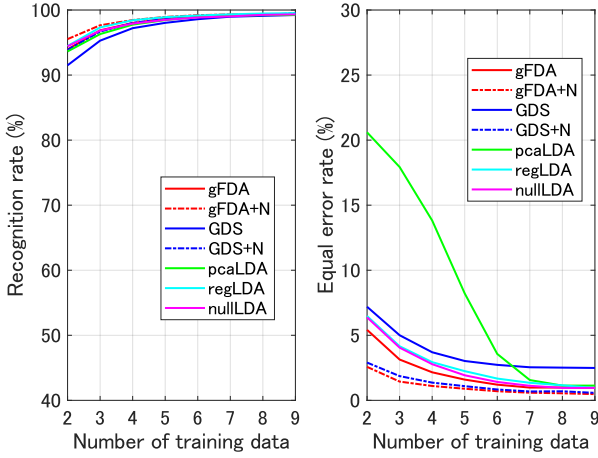 100
90
80
70
60
50
40
Recognition rate (%)
gFDA
gFDA+N
GDS
GDS+N
pcaLDA
regLDA
nullLDA
2 3 4 5 6 7 8 9
Number of training data
30
25
20
15
10
5
0
Equal error rate (%)
gFDA
gFDA+N
GDS
GDS+N
pcaLDA
regLDA
nullLDA
2 3 4 5 6 7 8 9
Number of training data